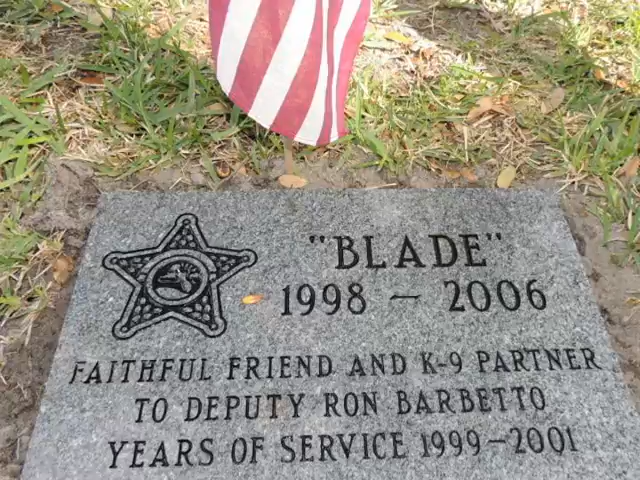 "BLADE"
1998 — 2006
FAITHFUL FRIEND AND K-9 PARTNER
TO DEPUTY RON BARBETTO
YEARS OF SERVICE 1999-2001